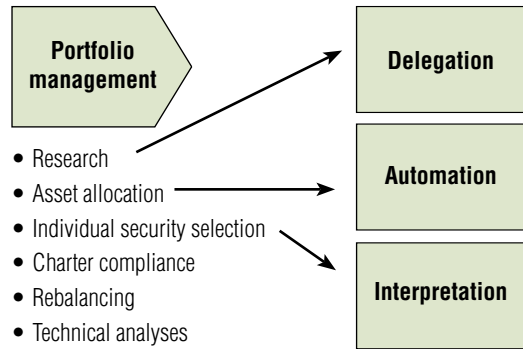 Portfolio
management
• Research
• Asset allocation
• Individual security selection
• Charter compliance
• Rebalancing
• Technical analyses
Delegation
Automation
Interpretation